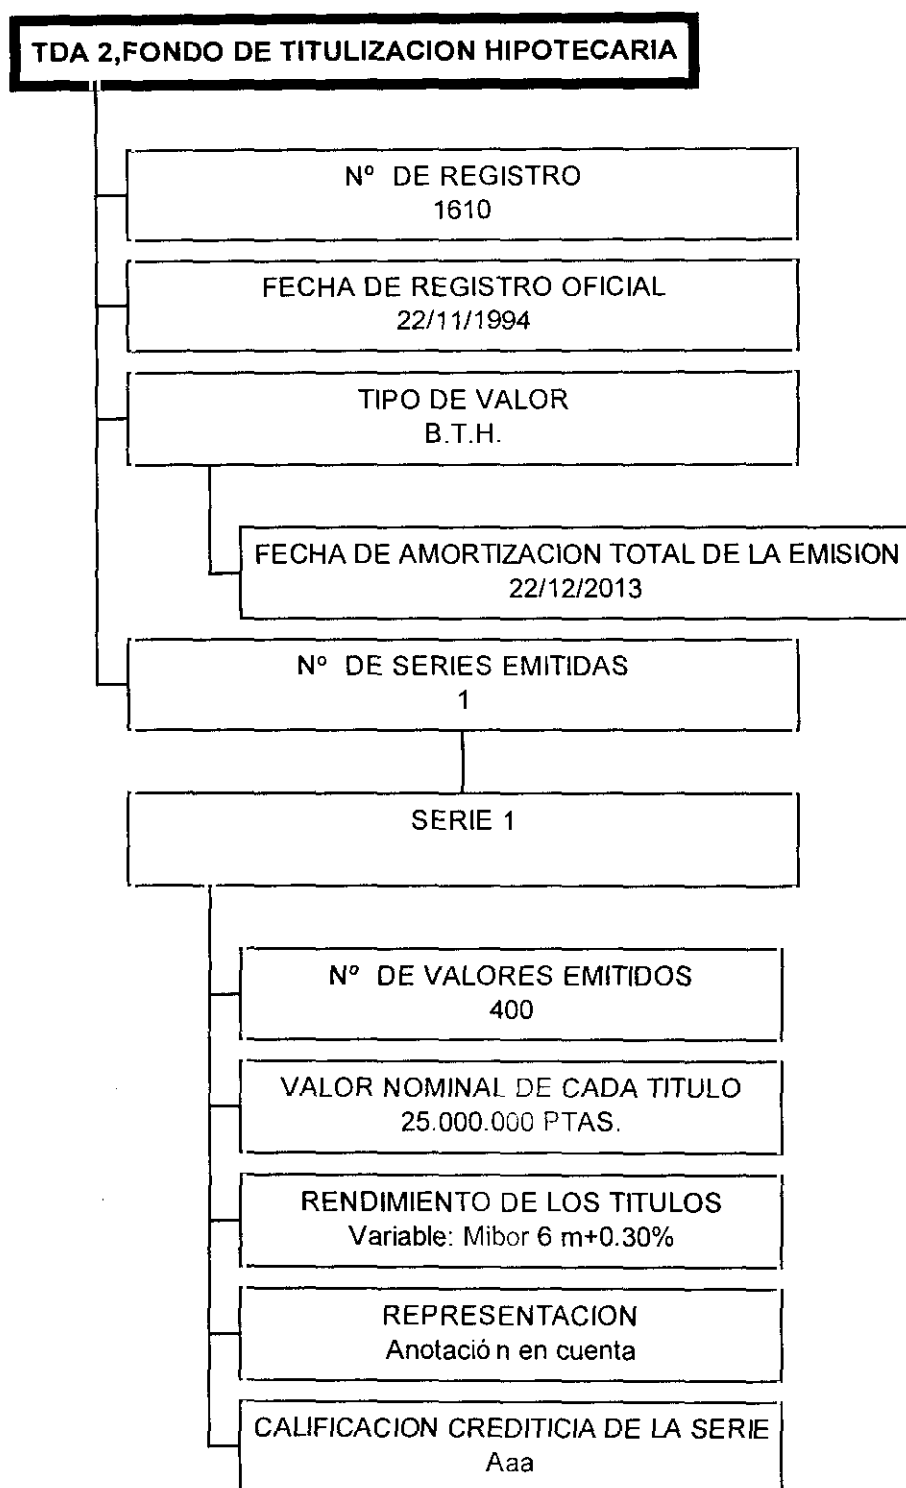 TDA 2,FONDO DE TITULIZACION HIPOTECARIA
Nº DE REGISTRO
1610
FECHA DE REGISTRO OFICIAL
22/11/1994
TIPO DE VALOR
B.T.H.
FECHA DE AMORTIZACION TOTAL DE LA EMISION
22/12/2013
Nº DE SERIES EMITIDAS
1
SERIE 1
Nº DE VALORES EMITIDOS
400
VALOR NOMINAL DE CADA TITULO
25.000.000 PTAS.
RENDIMIENTO DE LOS TITULOS
Variable: Mibor 6 m+0.30%
REPRESENTACION
Anotación en cuenta
CALIFICACION CREDITICIA DE LA SERIE
Aaa